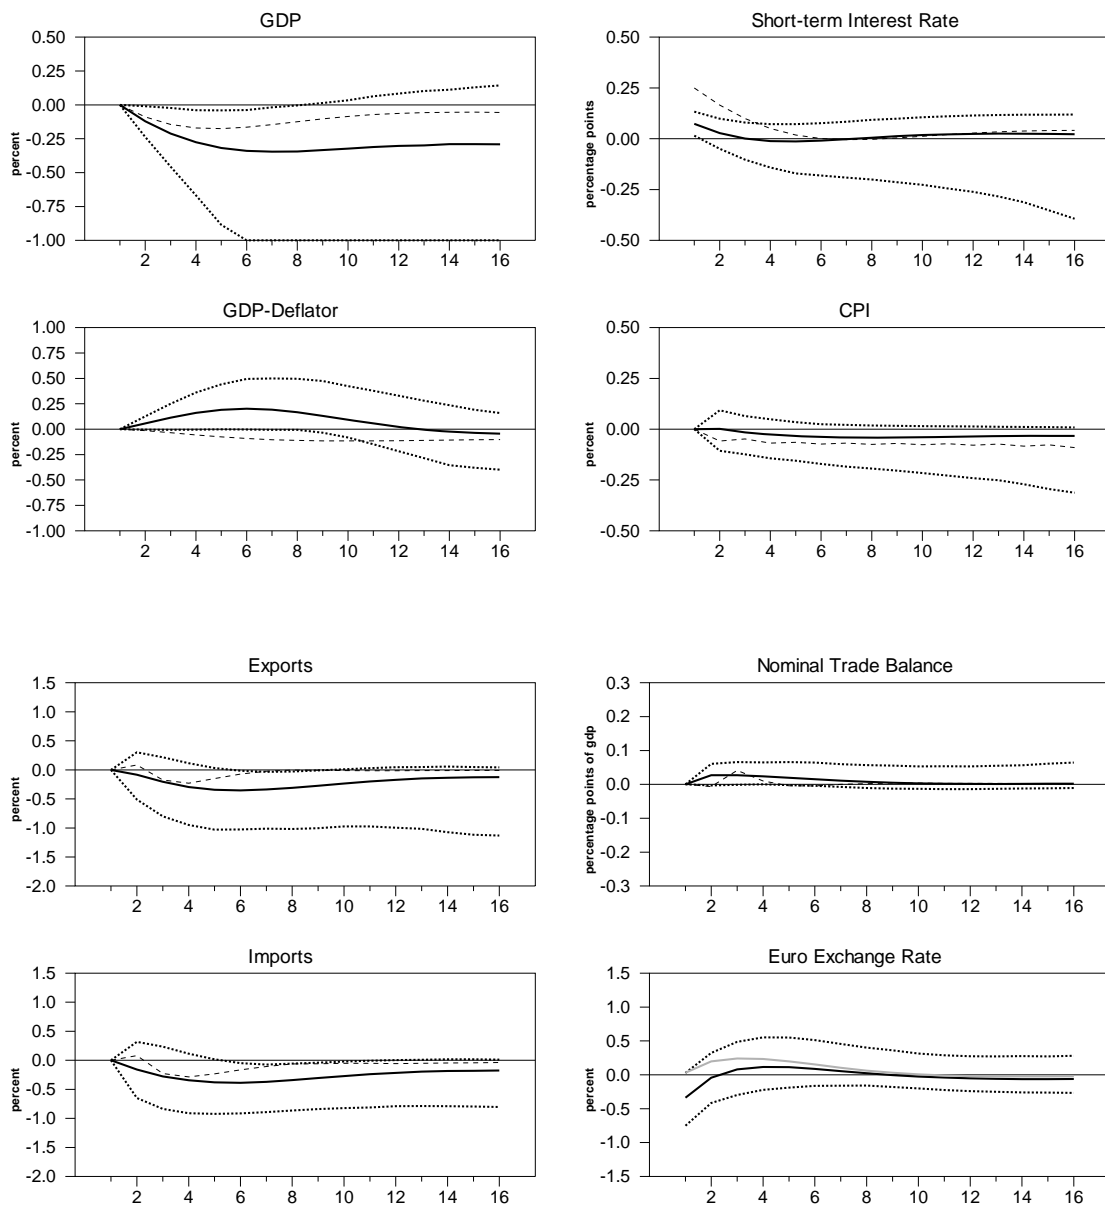 GDP
0.50
0.25
0.00
-0.25
-0.50
-0.75
-1.00
percent
2 4 6 8 10 12 14 16
Short-term Interest Rate
0.50
0.25
0.00
-0.25
-0.50
percentage points
2 4 6 8 10 12 14 16
GDP-Deflator
1.00
0.75
0.50
0.25
0.00
-0.25
-0.50
-0.75
-1.00
percent
2 4 6 8 10 12 14 16
CPI
0.50
0.25
0.00
-0.25
-0.50
percent
2 4 6 8 10 12 14 16
Exports
1.5
1.0
0.5
0.0
-0.5
-1.0
-1.5
-2.0
percent
2 4 6 8 10 12 14 16
Nominal Trade Balance
0.3
0.2
0.1
0.0
-0.1
-0.2
-0.3
percentage points of gdp
2 4 6 8 10 12 14 16
Imports
1.5
1.0
0.5
0.0
-0.5
-1.0
-1.5
-2.0
percent
2 4 6 8 10 12 14 16
Euro Exchange Rate
1.5
1.0
0.5
0.0
-0.5
-1.0
-1.5
percent
2 4 6 8 10 12 14 16